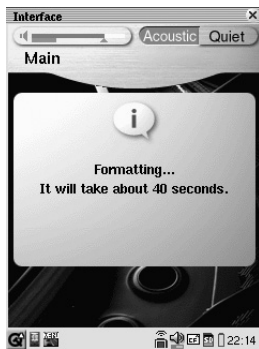 Interface
Acoustic Quiet
Main
Formatting...
It will take about 40 seconds.
22:14